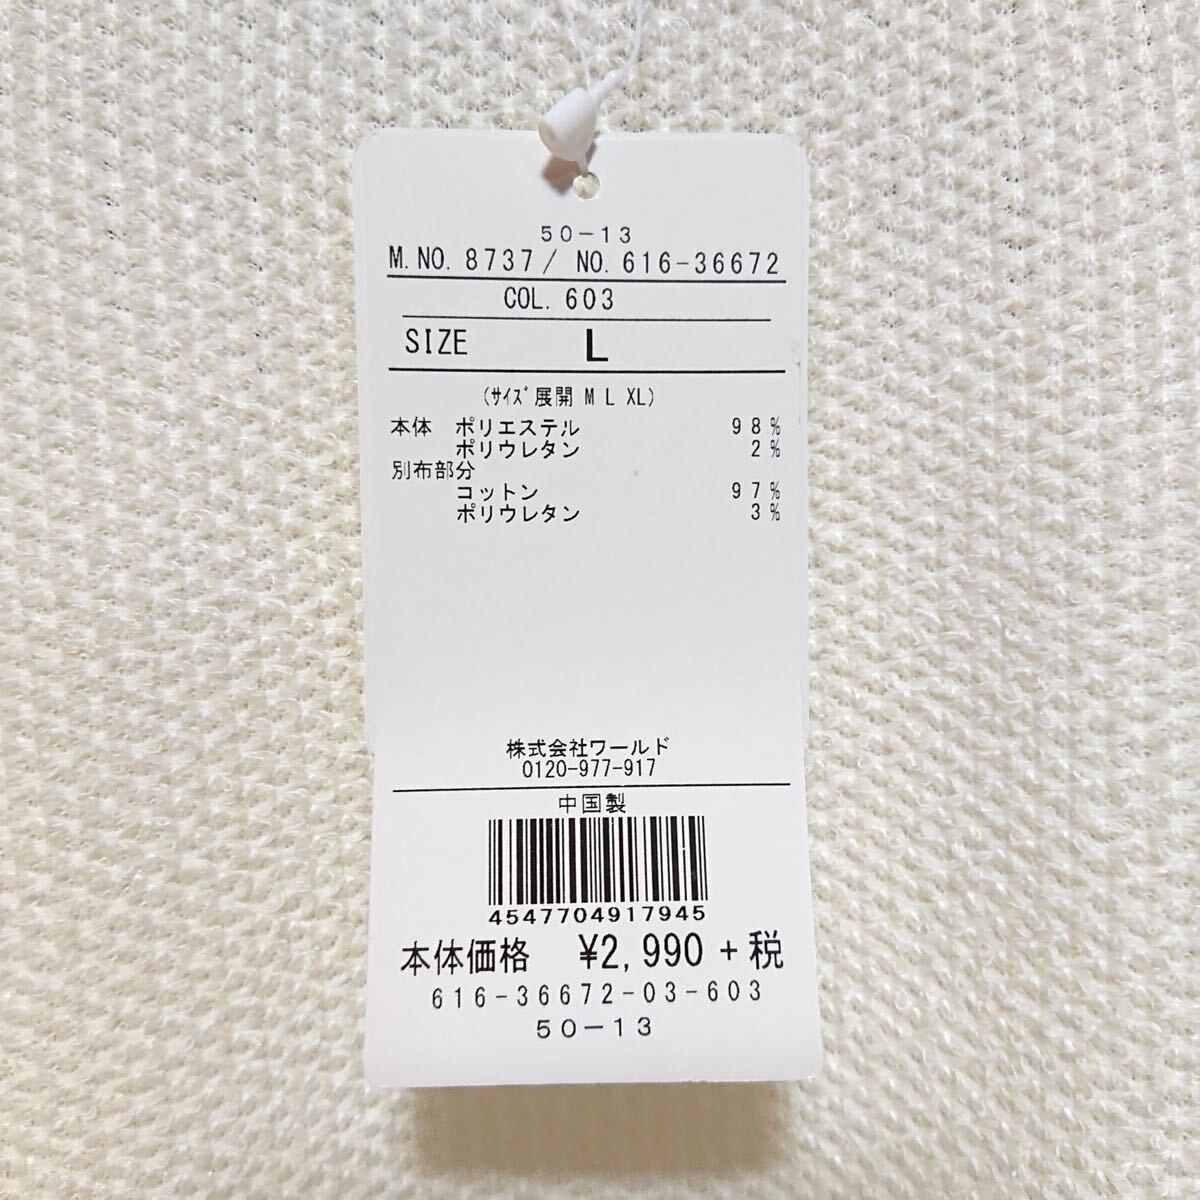 50-13
M.NO. 8737/ NO. 616-36672
COL. 603
SIZE L
(ｻｲｽﾞ展開 M L XL)
本体 ポリエステル 98%
ポリウレタン 2%
別布部分
コットン 97%
ポリウレタン 3%
株式会社ワールド
0120-977-917
中国製
4547704917945
本体価格 ¥2,990 +税
616-36672-03-603
50-13